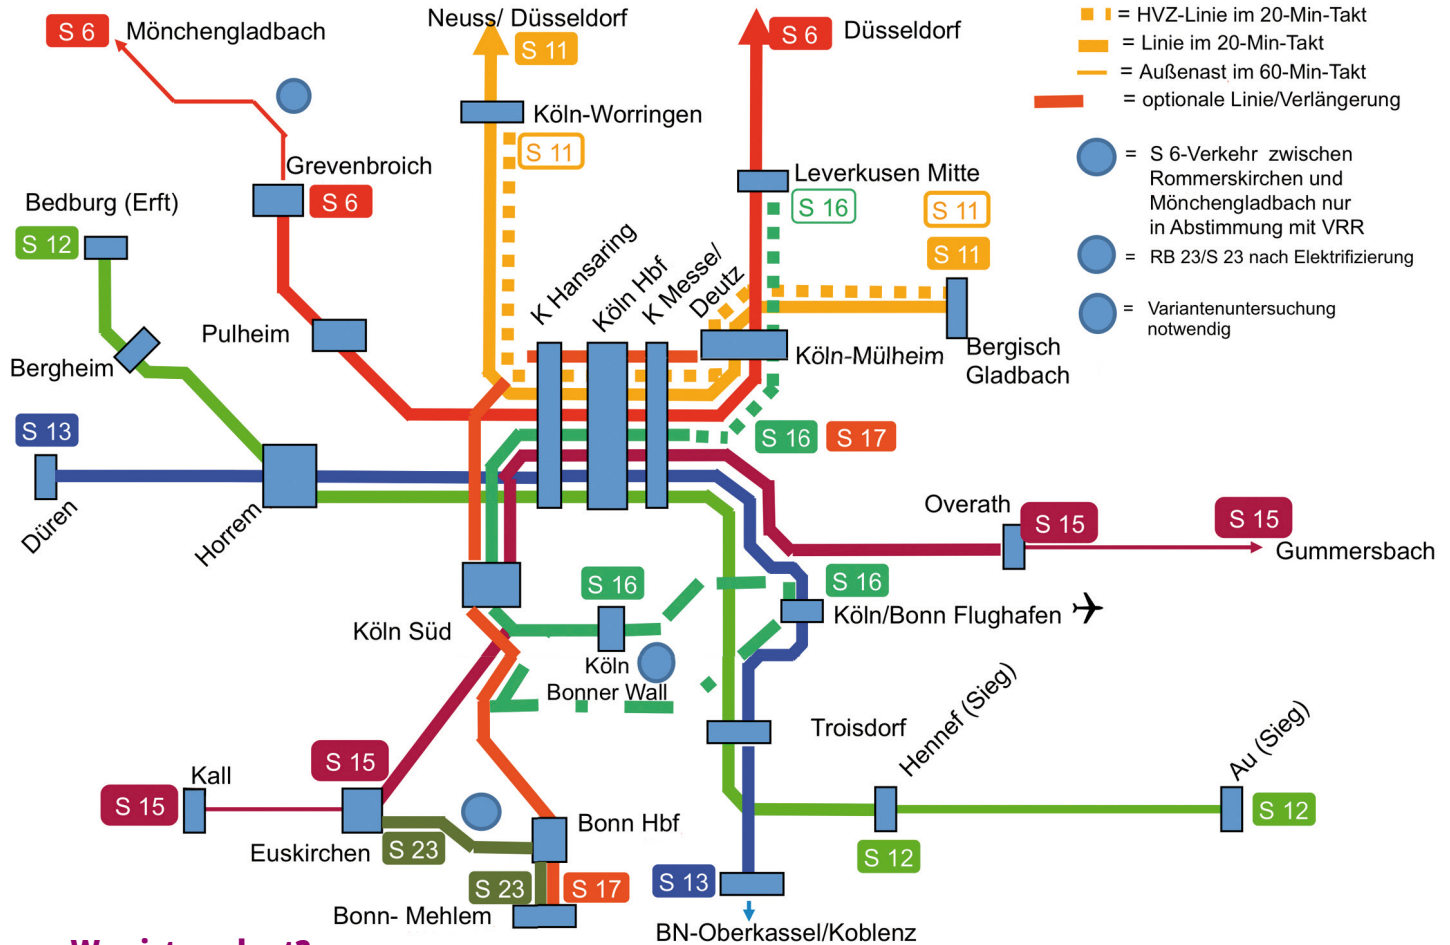 S 6
Mönchengladbach
Neuss/ Düsseldorf
S 11
S 6
Düsseldorf
= HVZ-Linie im 20-Min-Takt
= Linie im 20-Min-Takt
= Außenast im 60-Min-Takt
= optionale Linie/Verlängerung
Köln-Worringen
S 11
= S 6-Verkehr zwischen
Rommerskirchen und
Mönchengladbach nur
in Abstimmung mit VRR
= RB 23/S 23 nach Elektrifizierung
= Variantenuntersuchung
notwendig
Grevenbroich
S 6
Leverkusen Mitte
S 16
S 11
S 11
Bedburg (Erft)
S 12
K Hansaring
Köln Hbf
K Messe/
Deutz
Pulheim
Bergheim
Köln-Mülheim
Bergisch
Gladbach
S 13
S 16
S 17
Düren
Horrem
Overath
S 15
S 15
Gummersbach
S 16
S 16
Köln/Bonn Flughafen
Köln Süd
Köln
Bonner Wall
Troisdorf
Hennef (Sieg)
Au (Sieg)
S 15
Kall
S 15
S 12
Euskirchen
S 23
Bonn Hbf
S 12
S 23
S 17
S 13
Bonn- Mehlem
BN-Oberkassel/Koblenz